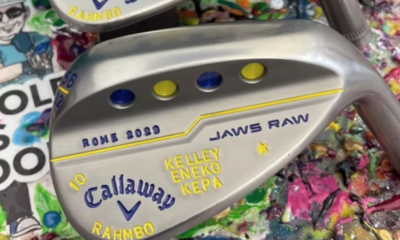 RAHMBO
ROME 2023
JAWS RAW
KELLEY
ENEKO
KEPA
10
Callaway
RAHMBO